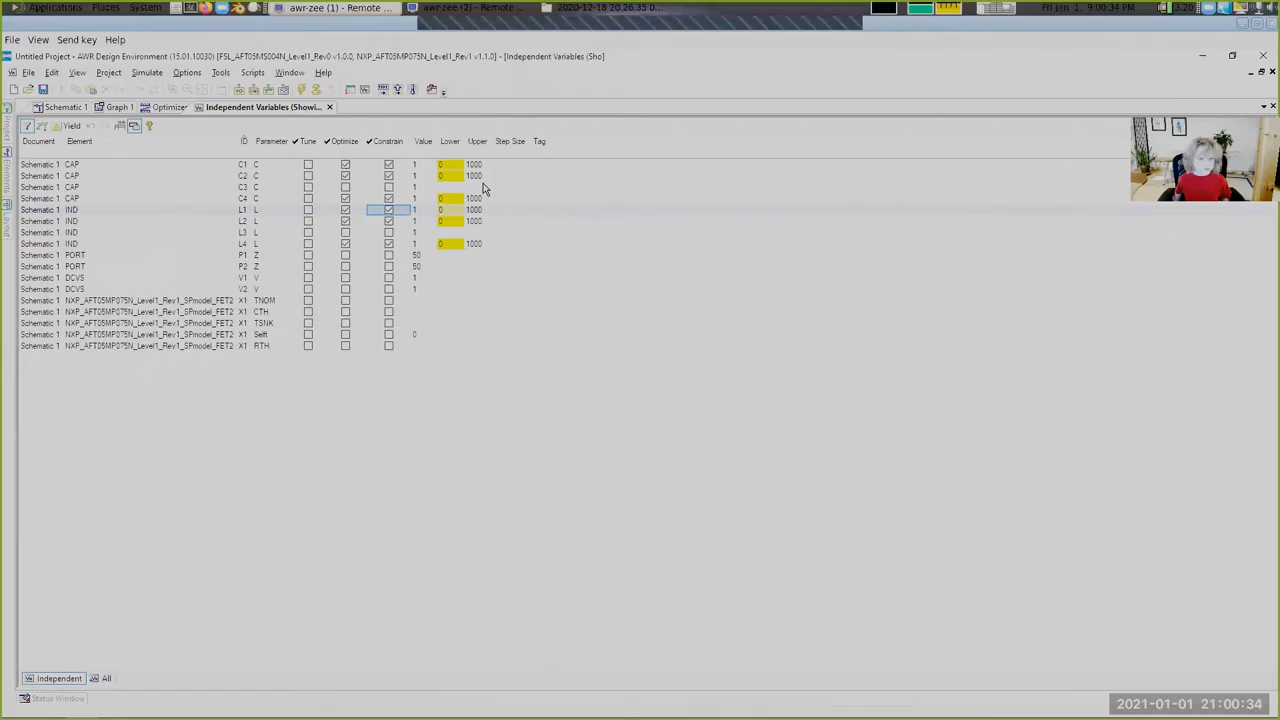 Applications Places System awr-zee (1) - Remote ... awr-zee (2) - Remote ... 2020-12-18 20.26.35 0... Fri Jan 1, 9:00:34 PM 3.20
File View Send key Help
Untitled Project - AWR Design Environment (15.01.10030) [FSL_AFT05MS004N_Level1_Rev0 v1.0.0, NXP_AFT05MP075N_Level1_Rev1 v1.1.0] - [Independent Variables (Sho]
File Edit View Project Simulate Options Tools Scripts Window Help
Schematic 1 Graph 1 Optimizer Independent Variables (Showi...
Project
Elements
Layout
Yield
Document Element ID Parameter Tune Optimize Constrain Value Lower Upper Step Size Tag
Schematic 1 CAP C1 C 1 0 1000
Schematic 1 CAP C2 C 1 0 1000
Schematic 1 CAP C3 C 1
Schematic 1 CAP C4 C 1 0 1000
Schematic 1 IND L1 L 1 0 1000
Schematic 1 IND L2 L 1 0 1000
Schematic 1 IND L3 L 1
Schematic 1 IND L4 L 1 0 1000
Schematic 1 PORT P1 Z 50
Schematic 1 PORT P2 Z 50
Schematic 1 DCVS V1 V 1
Schematic 1 DCVS V2 V 1
Schematic 1 NXP_AFT05MP075N_Level1_Rev1_SPmodel_FET2 X1 TNOM
Schematic 1 NXP_AFT05MP075N_Level1_Rev1_SPmodel_FET2 X1 CTH
Schematic 1 NXP_AFT05MP075N_Level1_Rev1_SPmodel_FET2 X1 TSNK
Schematic 1 NXP_AFT05MP075N_Level1_Rev1_SPmodel_FET2 X1 Selft 0
Schematic 1 NXP_AFT05MP075N_Level1_Rev1_SPmodel_FET2 X1 RTH
Independent All
Status Window
2021-01-01 21:00:34